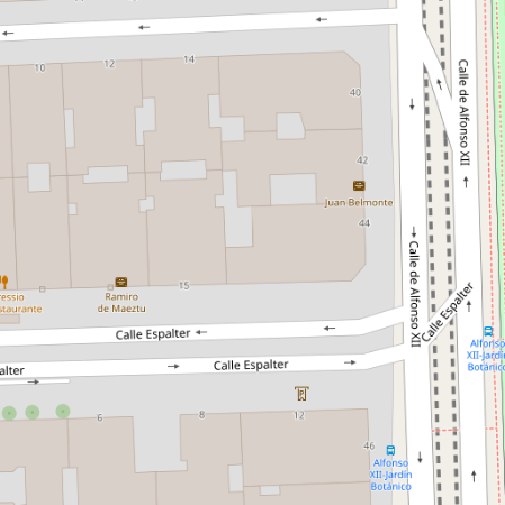 10
12
14
40
Calle de Alfonso XII
42
Juan Belmonte
44
Calle de Alfonso XII
15
essio
staurante
Ramiro
de Maeztu
Calle Espalter
Calle Espalter
Calle Espalter
alter
Alfonso
XII-Jardín
Botánico
6
8
12
46
Alfonso
XII-Jardín
Botánico